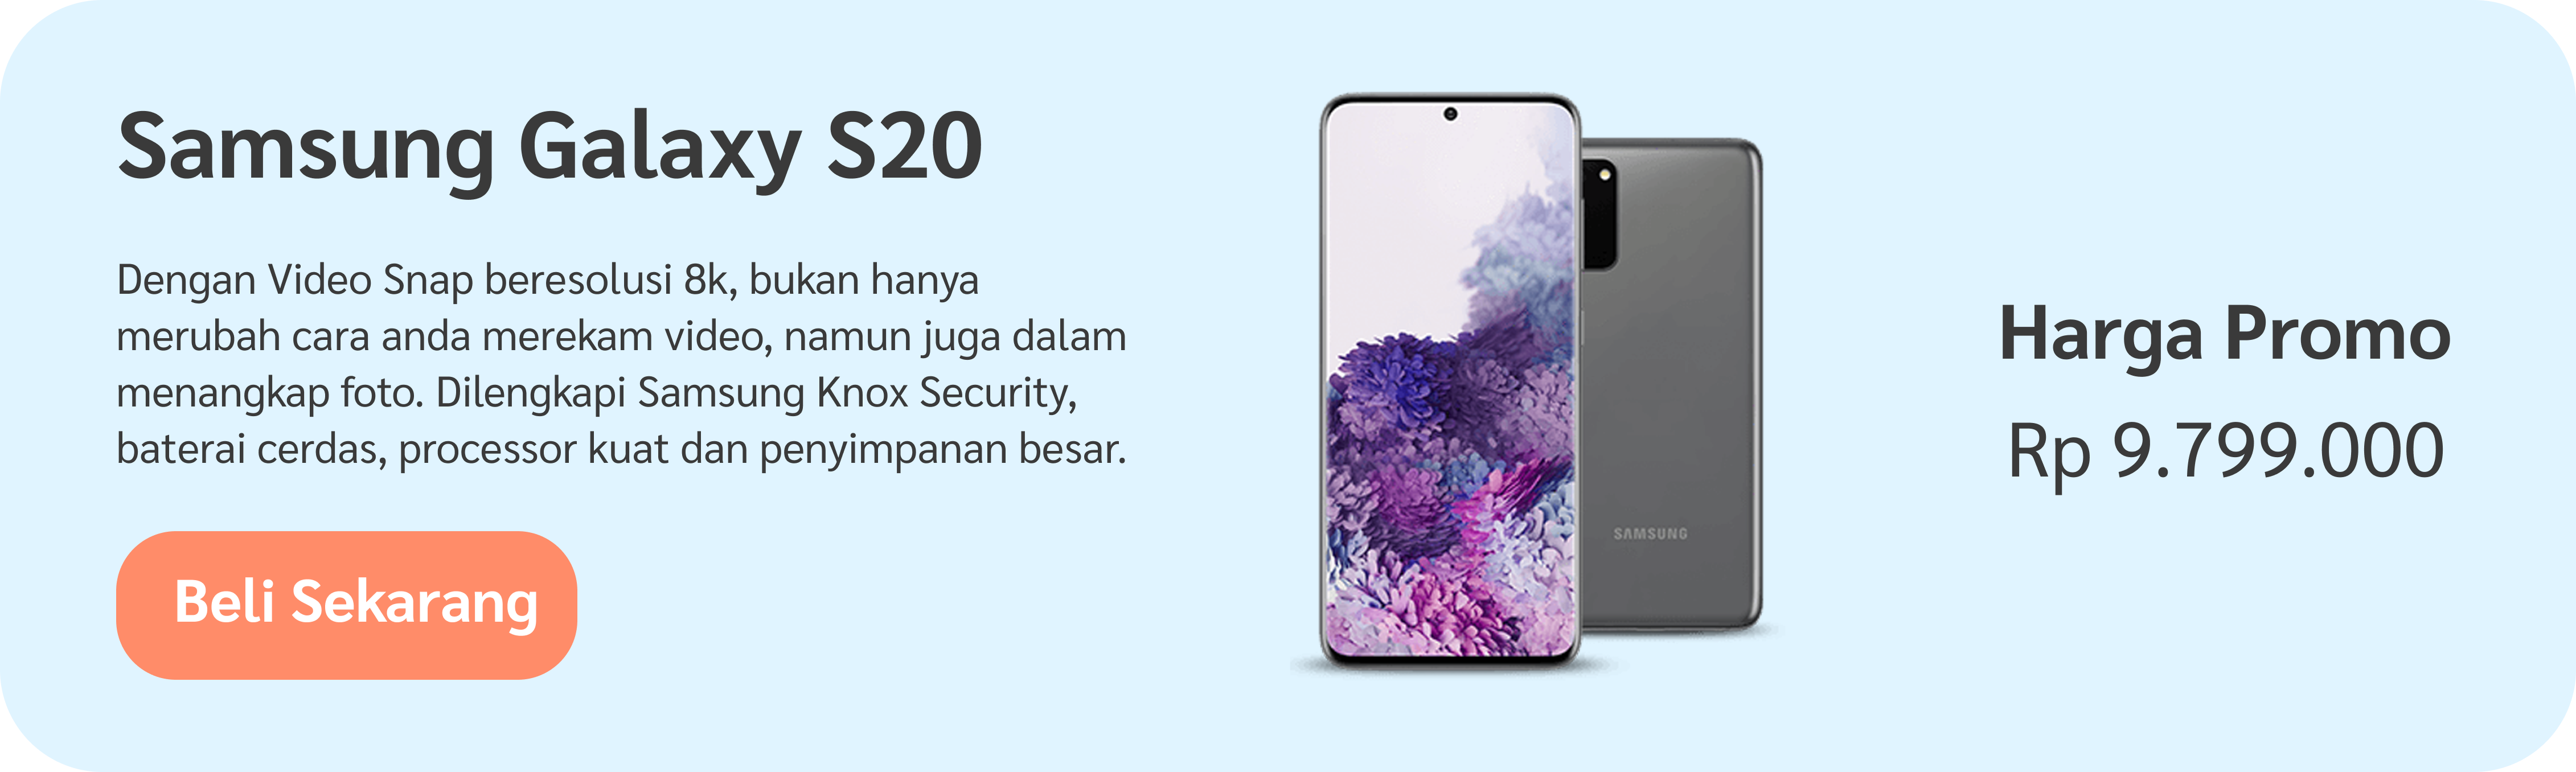 Samsung Galaxy S20
Dengan Video Snap beresolusi 8k, bukan hanya
merubah cara anda merekam video, namun juga dalam
menangkap foto. Dilengkapi Samsung Knox Security,
baterai cerdas, processor kuat dan penyimpanan besar.
Beli Sekarang
SAMSUNG
Harga Promo
Rp 9.799.000